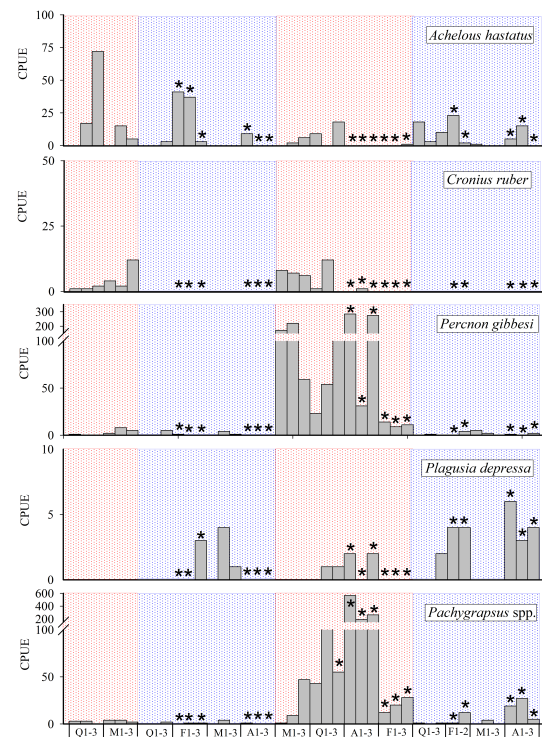 100
75
50
25
0
CPUE
Achelous hastatus
* * * * * * * * * * * * * * * * *
50
25
0
CPUE
Cronius ruber
* * * * * * * * * * * * * * * * *
300
200
100
50
0
CPUE
Percnon gibbesi
* * * * * * * * * * * * * * * * *
10
5
0
CPUE
Plagusia depressa
* * * * * * * * * * * * * * * * *
600
400
200
100
50
0
CPUE
Pachygrapsus spp.
* * * * * * * * * * * * * * * * *
Q1-3 M1-3 Q1-3 F1-3 M1-3 A1-3 M1-3 Q1-3 A1-3 F1-3 Q1-3 F1-2 M1-3 A1-3